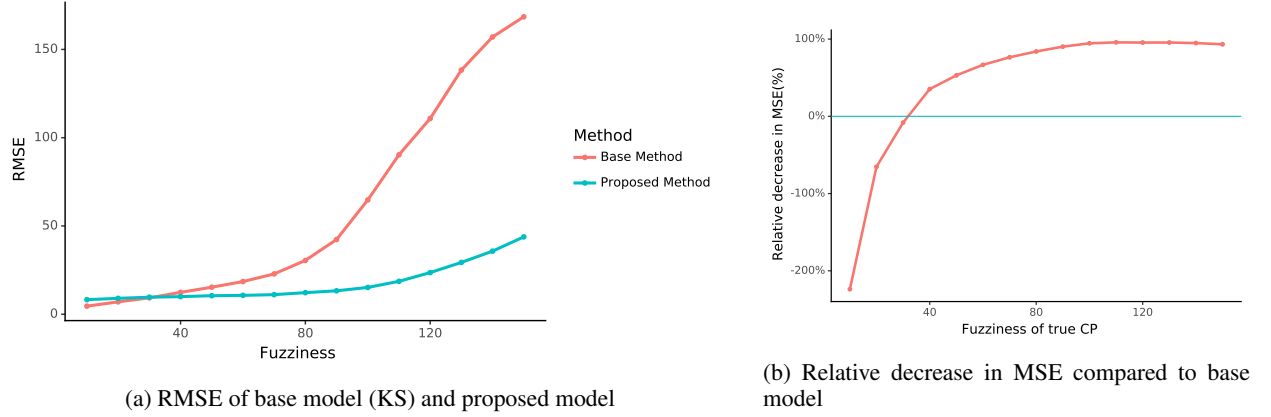 150
100
50
0
RMSE
40
80
120
Fuzziness
Method
Base Method
Proposed Method
(a) RMSE of base model (KS) and proposed model
100%
0%
-100%
-200%
Relative decrease in MSE(%)
40
80
120
Fuzziness of true CP
(b) Relative decrease in MSE compared to base
model